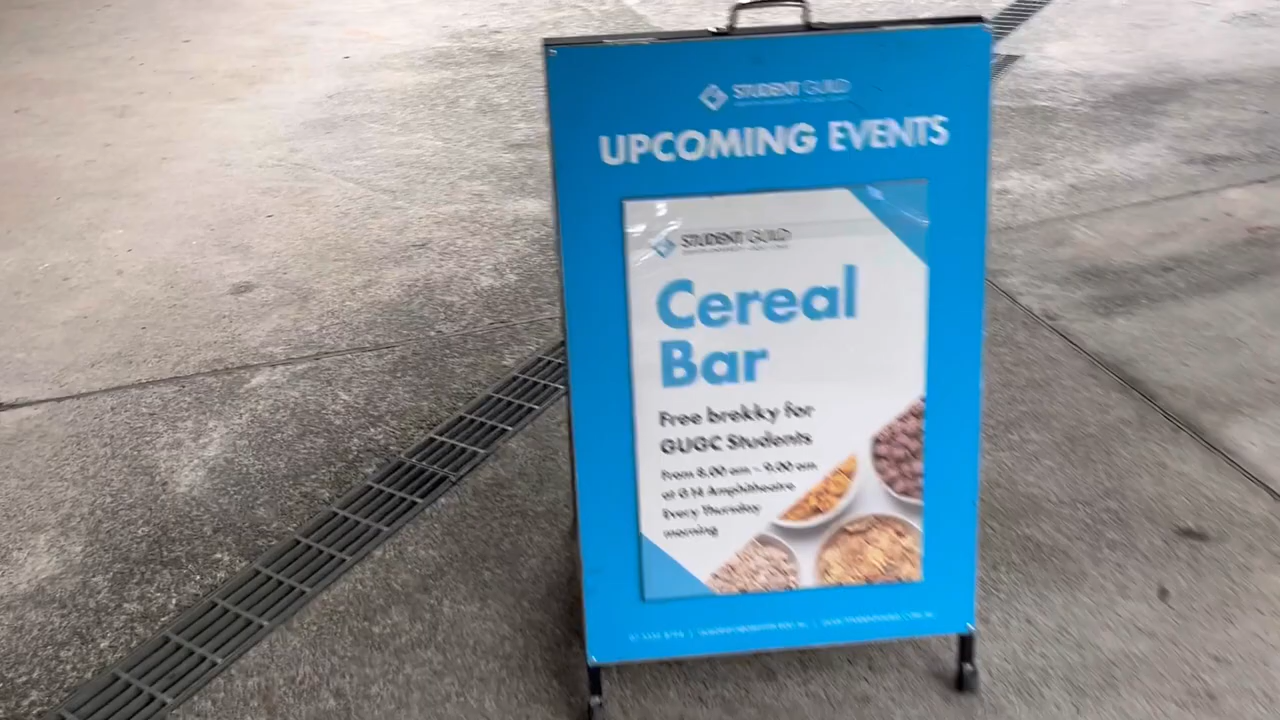 STUDENT GUILD
UPCOMING EVENTS
STUDENT GUILD
Cereal
Bar
Free brekky for
GUGC Students
From 8.00 am - 9.00 am
at G14 Amphitheatre
Every Thursday
morning